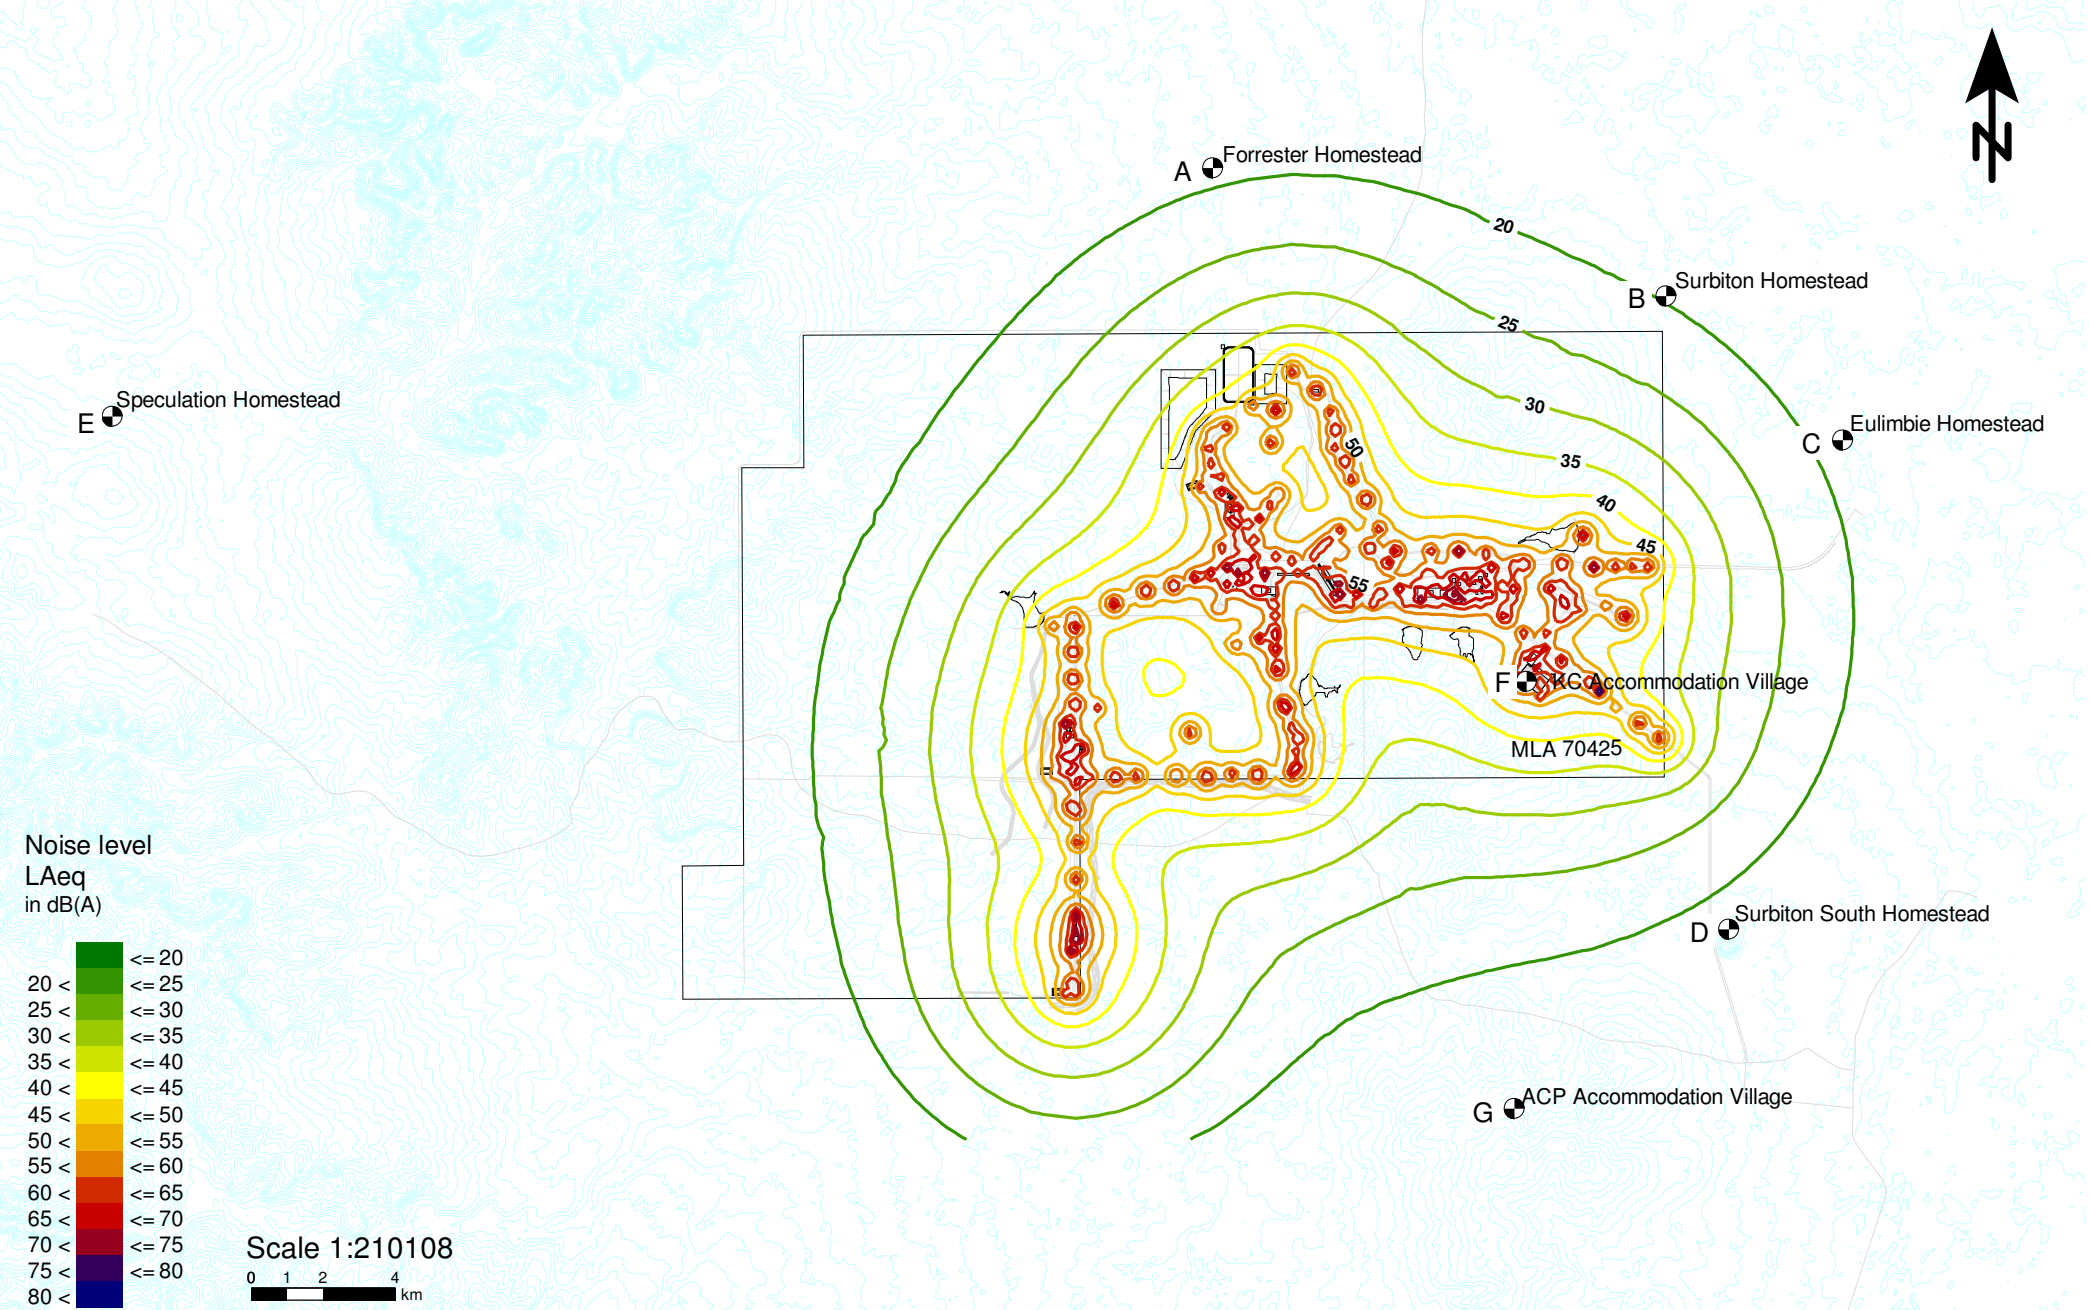 N
A Forrester Homestead
20
B Surbiton Homestead
25
E Speculation Homestead
30
C Eulimbie Homestead
50
35
40
45
55
F KC Accommodation Village
MLA 70425
D Surbiton South Homestead
G ACP Accommodation Village
Noise level
LAeq
in dB(A)
<= 20
20 < <= 25
25 < <= 30
30 < <= 35
35 < <= 40
40 < <= 45
45 < <= 50
50 < <= 55
55 < <= 60
60 < <= 65
65 < <= 70
70 < <= 75
75 < <= 80
80 <
Scale 1:210108
0 1 2 4
km